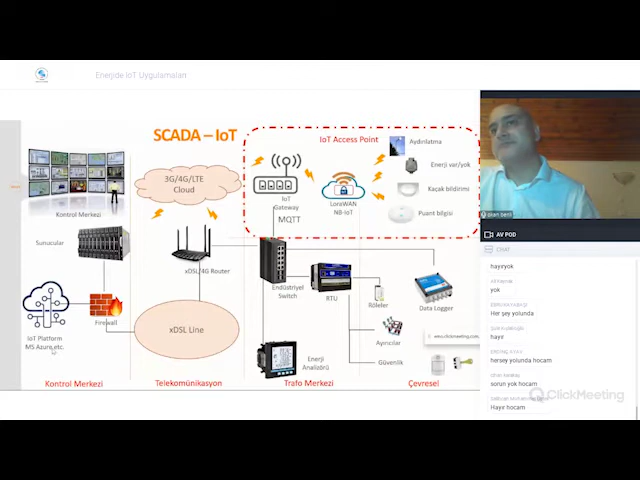 Enerjide IoT Uygulamaları
SCADA – IoT
IoT Access Point
Aydınlatma
Enerji var/yok
Kaçak bildirimi
Puant bilgisi
3G/4G/LTE
Cloud
IoT
Gateway
MQTT
LoraWAN
NB-IoT
Kontrol Merkezi
Sunucular
xDSL/4G Router
Endüstriyel
Switch
RTU
Röleler
Data Logger
IoT Platform
MS Azure,etc.
Firewall
xDSL Line
Ayırıcılar
Enerji
Analizörü
Güvenlik
Kontrol Merkezi
Telekomünikasyon
Trafo Merkezi
Çevresel
AV POD
CHAT
hayıryok
yok
Her şey yolunda
hayır
hersey yolunda hocam
sorun yok hocam
Hayır hocam
ClickMeeting